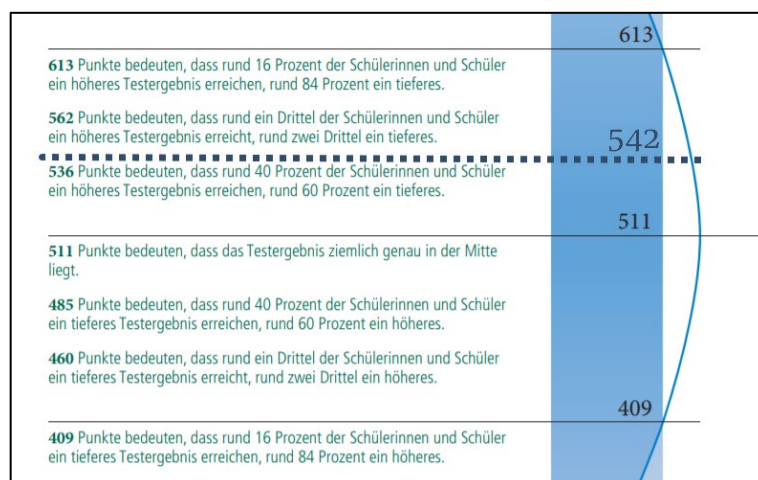 613
613 Punkte bedeuten, dass rund 16 Prozent der Schülerinnen und Schüler
ein höheres Testergebnis erreichen, rund 84 Prozent ein tieferes.
562 Punkte bedeuten, dass rund ein Drittel der Schülerinnen und Schüler
ein höheres Testergebnis erreicht, rund zwei Drittel ein tieferes.
542
536 Punkte bedeuten, dass rund 40 Prozent der Schülerinnen und Schüler
ein höheres Testergebnis erreichen, rund 60 Prozent ein tieferes.
511
511 Punkte bedeuten, dass das Testergebnis ziemlich genau in der Mitte
liegt.
485 Punkte bedeuten, dass rund 40 Prozent der Schülerinnen und Schüler
ein tieferes Testergebnis erreichen, rund 60 Prozent ein höheres.
460 Punkte bedeuten, dass rund ein Drittel der Schülerinnen und Schüler
ein tieferes Testergebnis erreicht, rund zwei Drittel ein höheres.
409
409 Punkte bedeuten, dass rund 16 Prozent der Schülerinnen und Schüler
ein tieferes Testergebnis erreichen, rund 84 Prozent ein höheres.